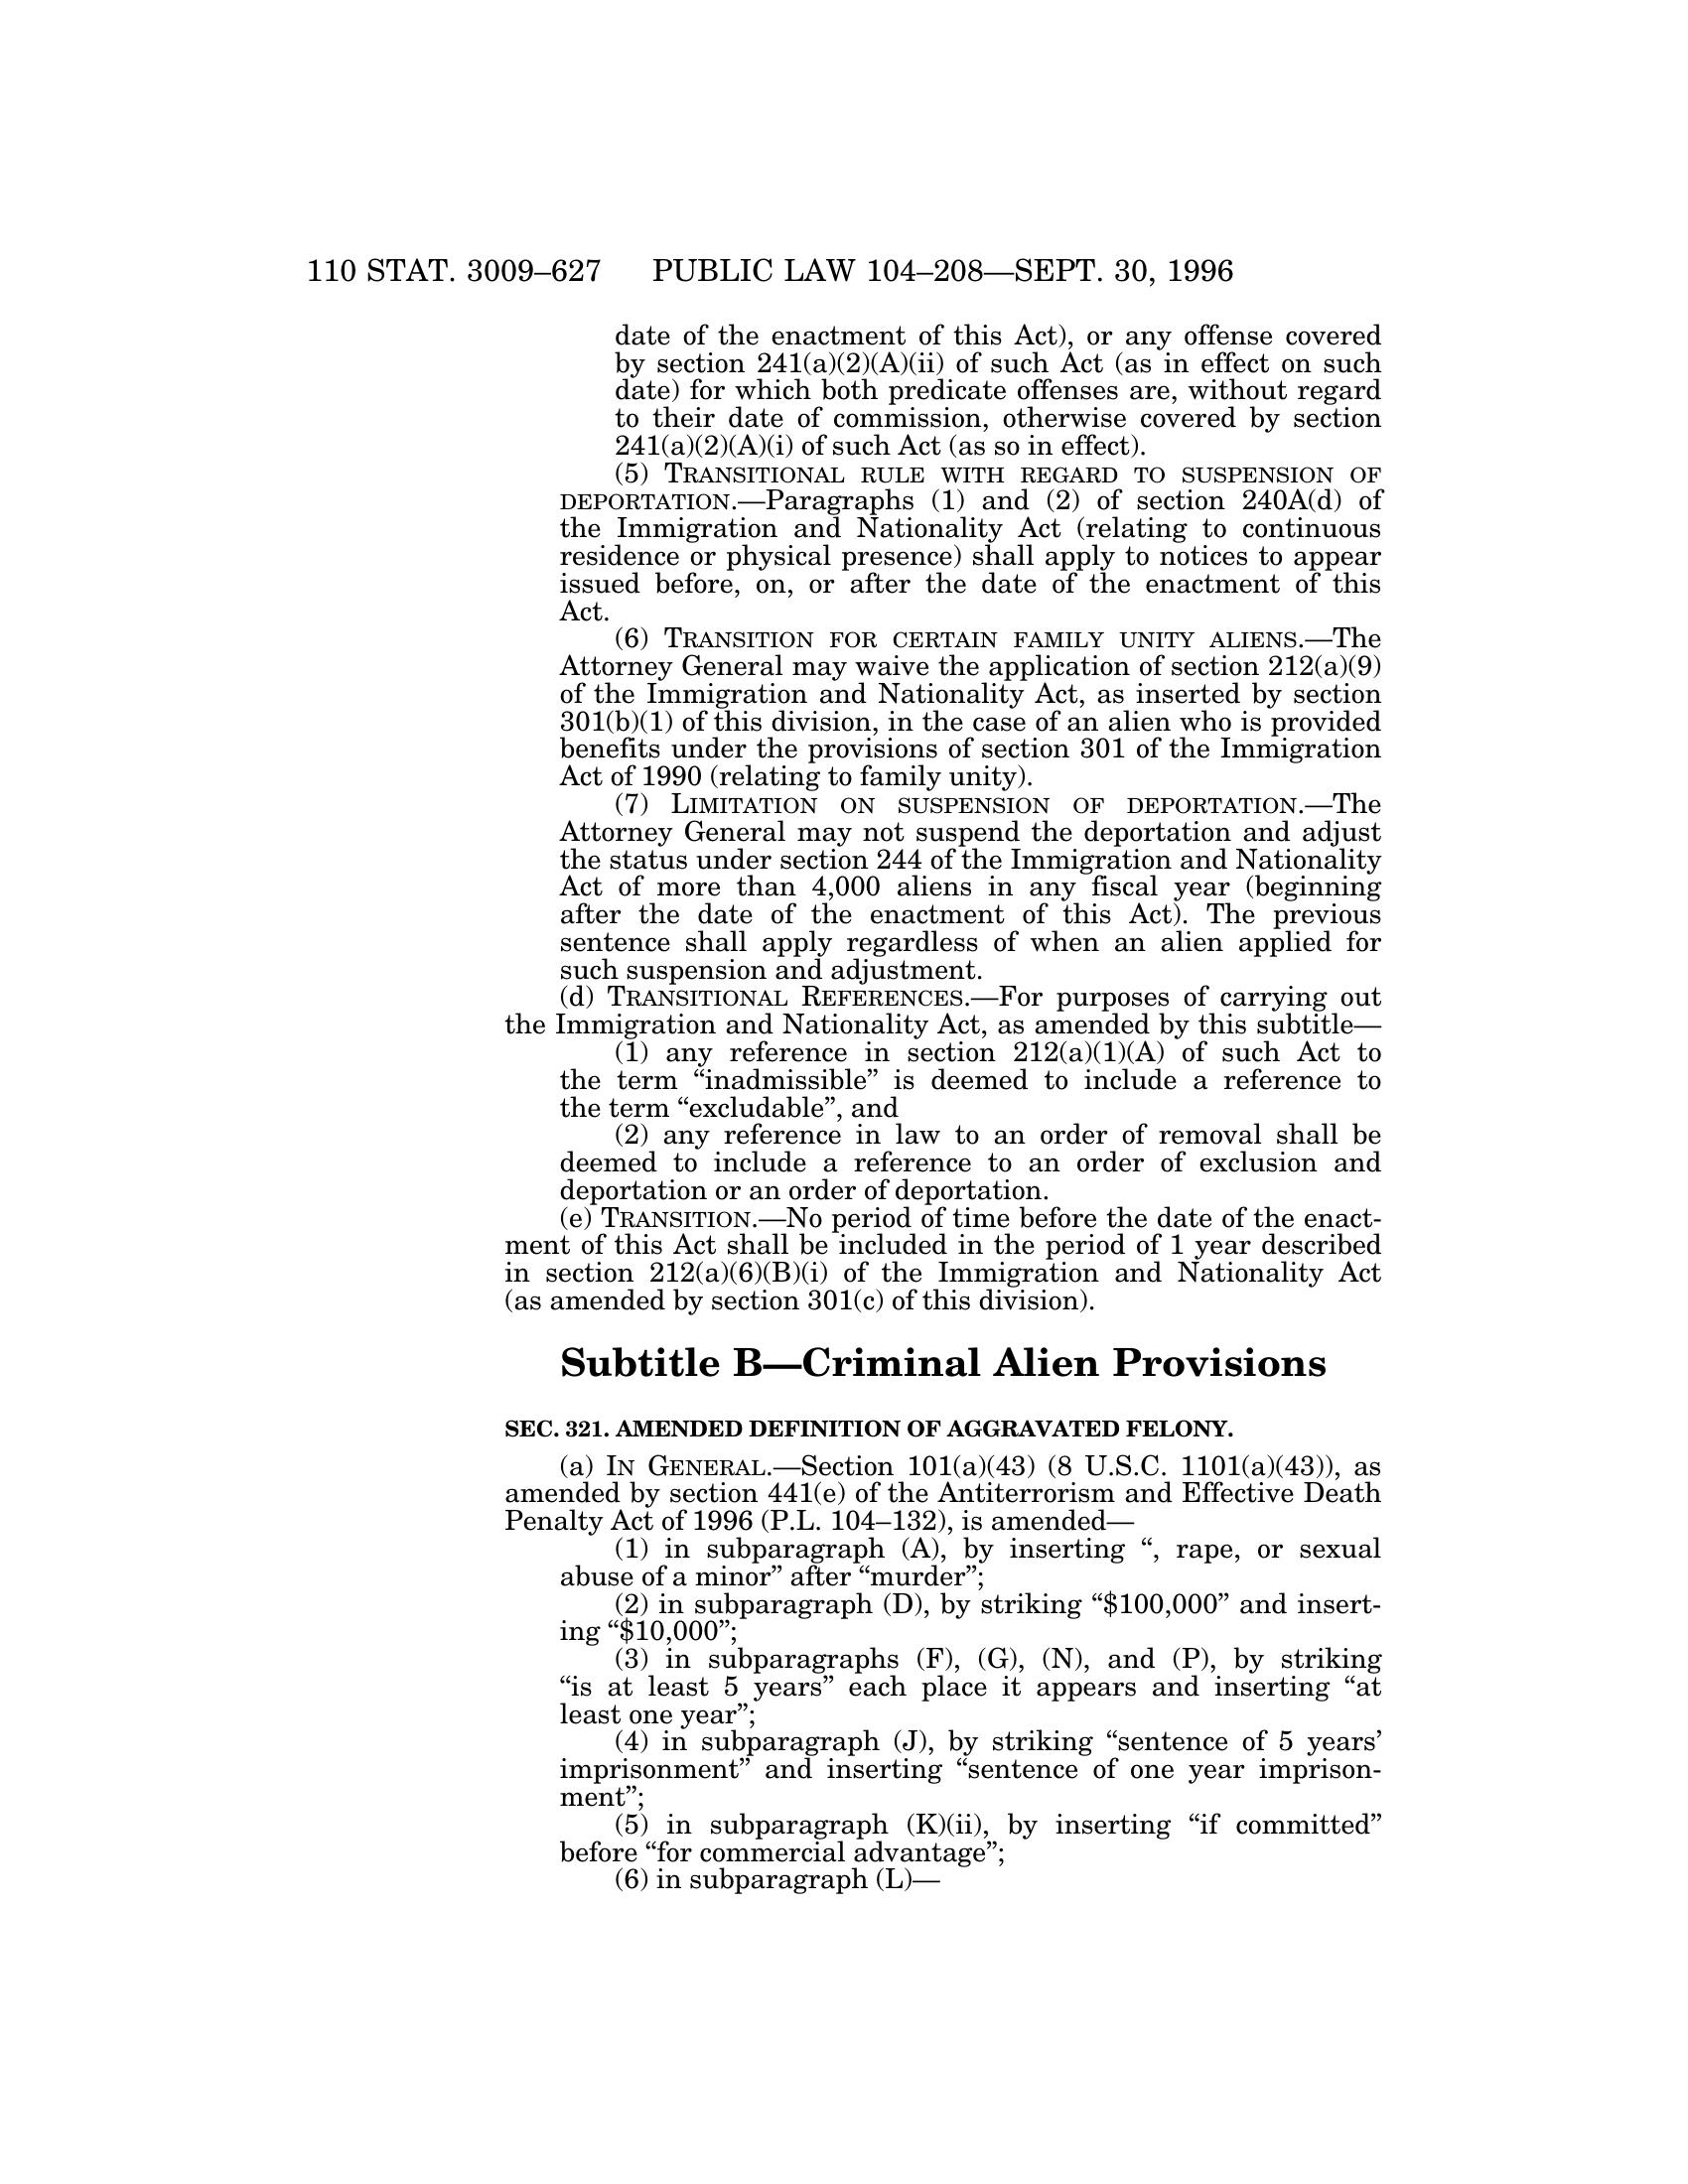 110 STAT. 3009–627 PUBLIC LAW 104–208—SEPT. 30, 1996
date of the enactment of this Act), or any offense covered
by section 241(a)(2)(A)(ii) of such Act (as in effect on such
date) for which both predicate offenses are, without regard
to their date of commission, otherwise covered by section
241(a)(2)(A)(i) of such Act (as so in effect).
(5) TRANSITIONAL RULE WITH REGARD TO SUSPENSION OF
DEPORTATION.—Paragraphs (1) and (2) of section 240A(d) of
the Immigration and Nationality Act (relating to continuous
residence or physical presence) shall apply to notices to appear
issued before, on, or after the date of the enactment of this
Act.
(6) TRANSITION FOR CERTAIN FAMILY UNITY ALIENS.—The
Attorney General may waive the application of section 212(a)(9)
of the Immigration and Nationality Act, as inserted by section
301(b)(1) of this division, in the case of an alien who is provided
benefits under the provisions of section 301 of the Immigration
Act of 1990 (relating to family unity).
(7) LIMITATION ON SUSPENSION OF DEPORTATION.—The
Attorney General may not suspend the deportation and adjust
the status under section 244 of the Immigration and Nationality
Act of more than 4,000 aliens in any fiscal year (beginning
after the date of the enactment of this Act). The previous
sentence shall apply regardless of when an alien applied for
such suspension and adjustment.
(d) TRANSITIONAL REFERENCES.—For purposes of carrying out
the Immigration and Nationality Act, as amended by this subtitle—
(1) any reference in section 212(a)(1)(A) of such Act to
the term “inadmissible” is deemed to include a reference to
the term “excludable”, and
(2) any reference in law to an order of removal shall be
deemed to include a reference to an order of exclusion and
deportation or an order of deportation.
(e) TRANSITION.—No period of time before the date of the enact-
ment of this Act shall be included in the period of 1 year described
in section 212(a)(6)(B)(i) of the Immigration and Nationality Act
(as amended by section 301(c) of this division).
Subtitle B—Criminal Alien Provisions
SEC. 321. AMENDED DEFINITION OF AGGRAVATED FELONY.
(a) IN GENERAL.—Section 101(a)(43) (8 U.S.C. 1101(a)(43)), as
amended by section 441(e) of the Antiterrorism and Effective Death
Penalty Act of 1996 (P.L. 104–132), is amended—
(1) in subparagraph (A), by inserting “, rape, or sexual
abuse of a minor” after “murder”;
(2) in subparagraph (D), by striking “$100,000” and insert-
ing “$10,000”;
(3) in subparagraphs (F), (G), (N), and (P), by striking
“is at least 5 years” each place it appears and inserting “at
least one year”;
(4) in subparagraph (J), by striking “sentence of 5 years’
imprisonment” and inserting “sentence of one year imprison-
ment”;
(5) in subparagraph (K)(ii), by inserting “if committed”
before “for commercial advantage”;
(6) in subparagraph (L)—